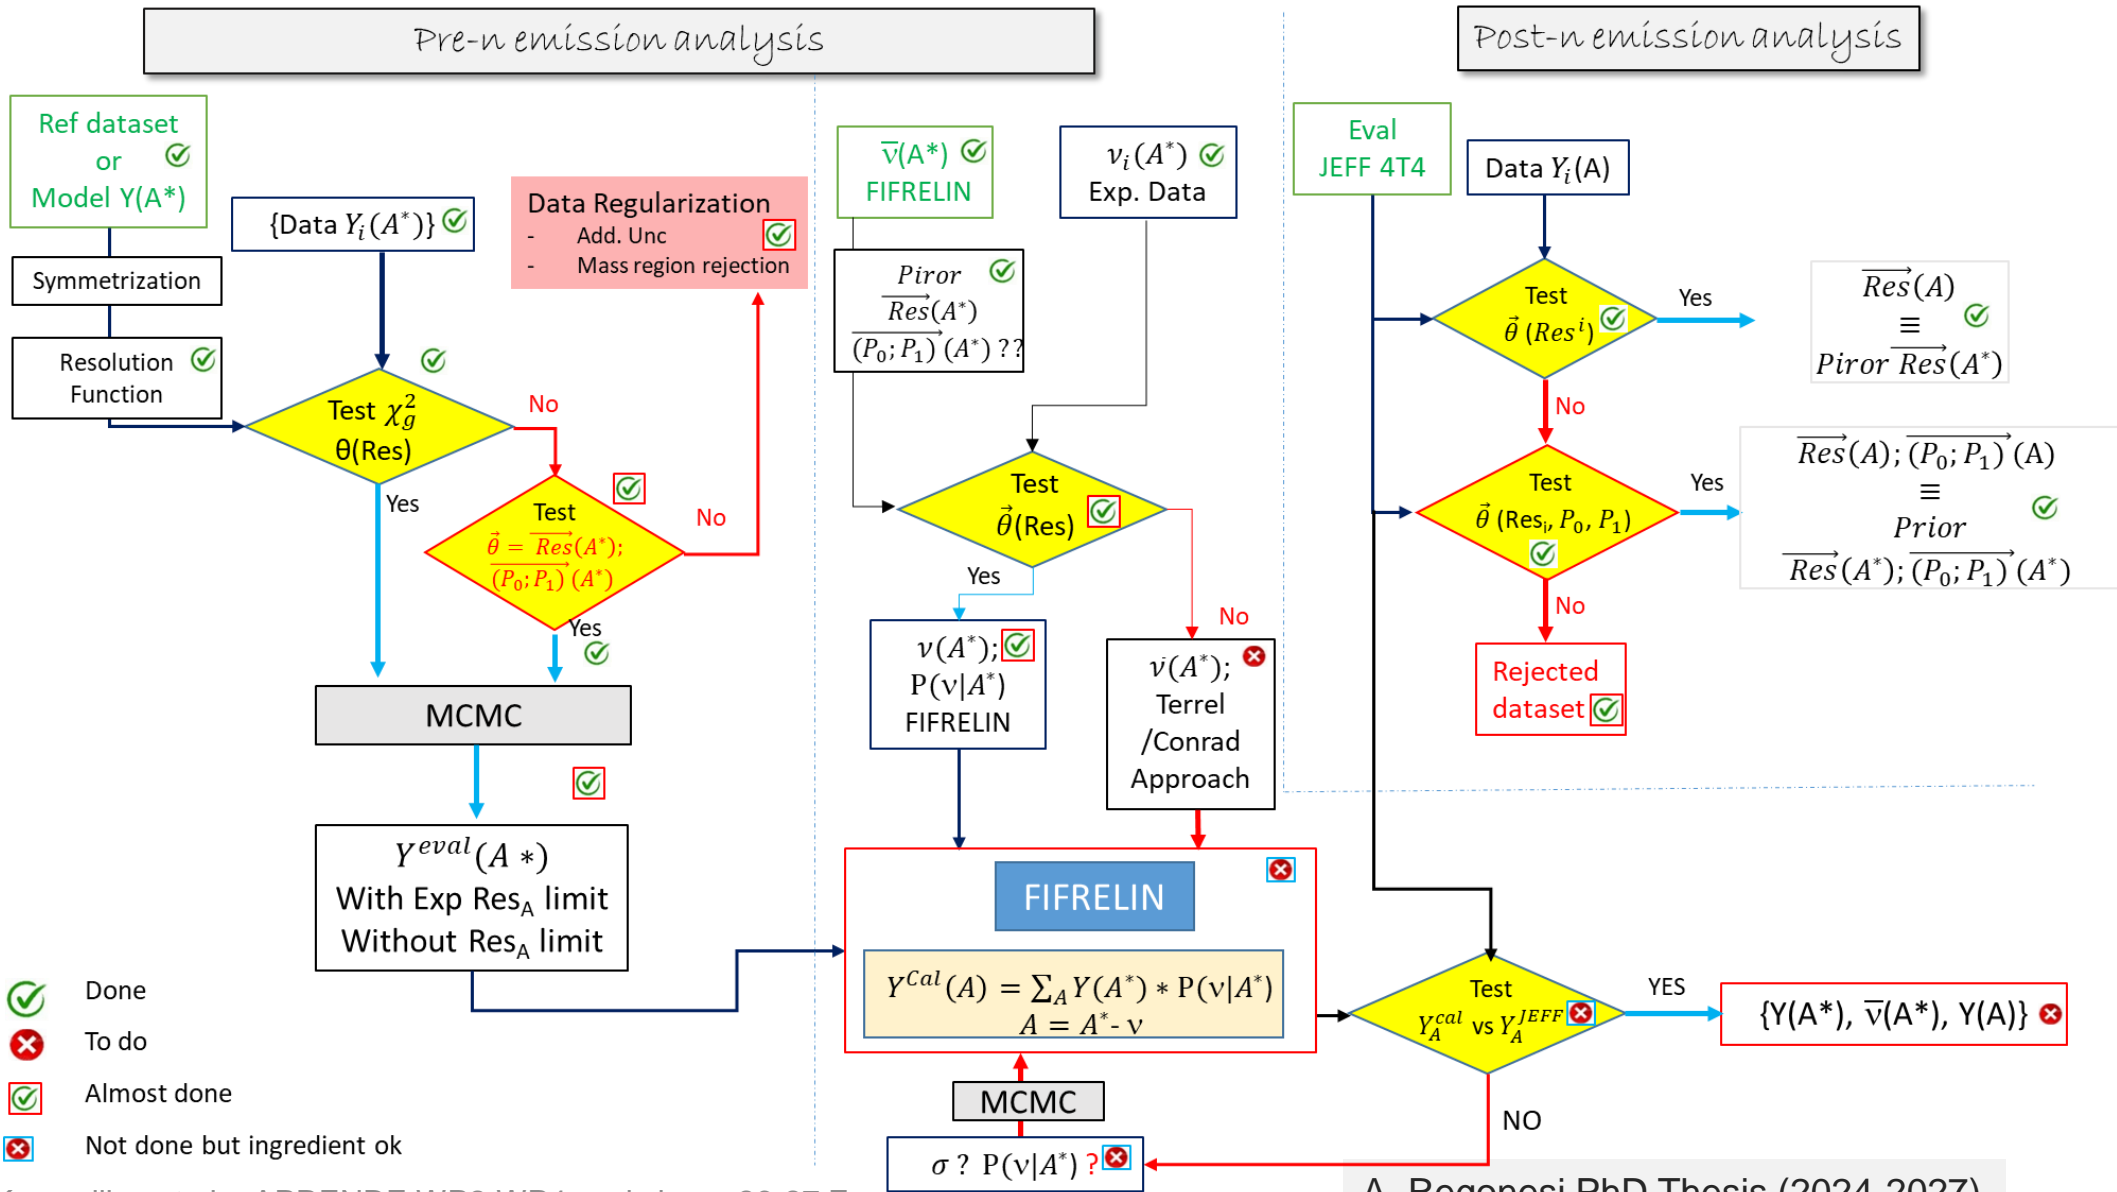 Pre-n emission analysis
Post-n emission analysis
Ref dataset
or
Model Y(A*)
Symmetrization
Resolution
Function
{Data Yᵢ(A*)}
Data Regularization
- Add. Unc
- Mass region rejection
Test χ²g
θ(Res)
No
Yes
Test
θ⃗ = Res⃗(A*);
(P₀; P₁)⃗ (A*)
No
Yes
MCMC
Y^eval(A *)
With Exp Res_A limit
Without Res_A limit
ν̅(A*)
FIFRELIN
νᵢ(A*)
Exp. Data
Piror
Res⃗(A*)
(P₀; P₁)⃗ (A*) ??
Test
θ⃗(Res)
Yes
No
ν(A*);
P(ν|A*)
FIFRELIN
ν(A*);
Terrel
/Conrad
Approach
FIFRELIN
Y^Cal(A) = ∑_A Y(A*) * P(ν|A*)
A = A*- ν
MCMC
σ ? P(ν|A*) ?
Eval
JEFF 4T4
Data Yᵢ(A)
Test
θ⃗ (Resⁱ)
Yes
Res⃗(A)
≡
Piror Res⃗(A*)
No
Test
θ⃗ (Resᵢ, P₀, P₁)
Yes
Res⃗(A); (P₀; P₁)⃗ (A)
≡
Prior
Res⃗(A*); (P₀; P₁)⃗ (A*)
No
Rejected
dataset
Test
Y_A^cal vs Y_A^JEFF
YES
{Y(A*), ν̅(A*), Y(A)}
NO
Done
To do
Almost done
Not done but ingredient ok
PhD Thesis (2024-2027)